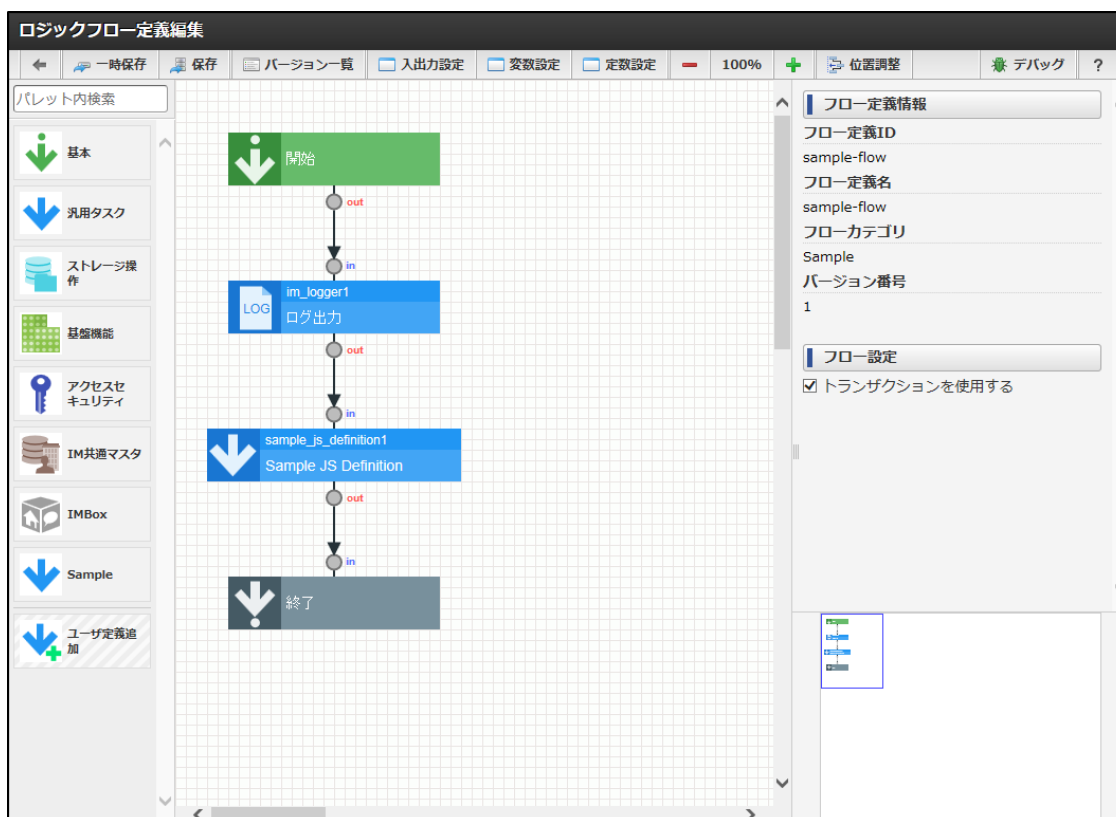 ロジックフロー定義編集
一時保存 保存 バージョン一覧 入出力設定 変数設定 定数設定 100% 位置調整 デバッグ ?
パレット内検索
基本
汎用タスク
ストレージ操
作
基盤機能
アクセスセ
キュリティ
IM共通マスタ
IMBox
Sample
ユーザ定義追
加
開始
out
in
im_logger1
LOG
ログ出力
out
in
sample_js_definition1
Sample JS Definition
out
in
終了
フロー定義情報
フロー定義ID
sample-flow
フロー定義名
sample-flow
フローカテゴリ
Sample
バージョン番号
1
フロー設定
トランザクションを使用する